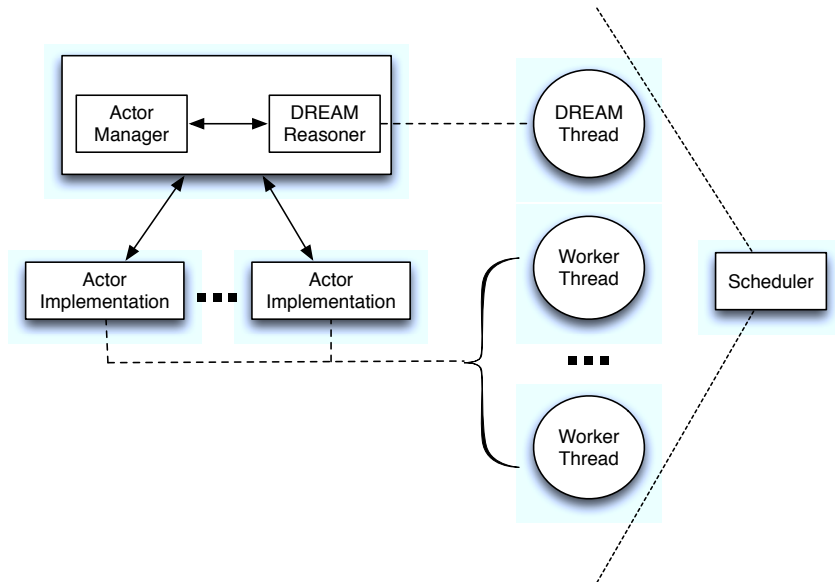 Actor
Manager
DREAM
Reasoner
DREAM
Thread
Actor
Implementation
Actor
Implementation
Worker
Thread
Scheduler
Worker
Thread